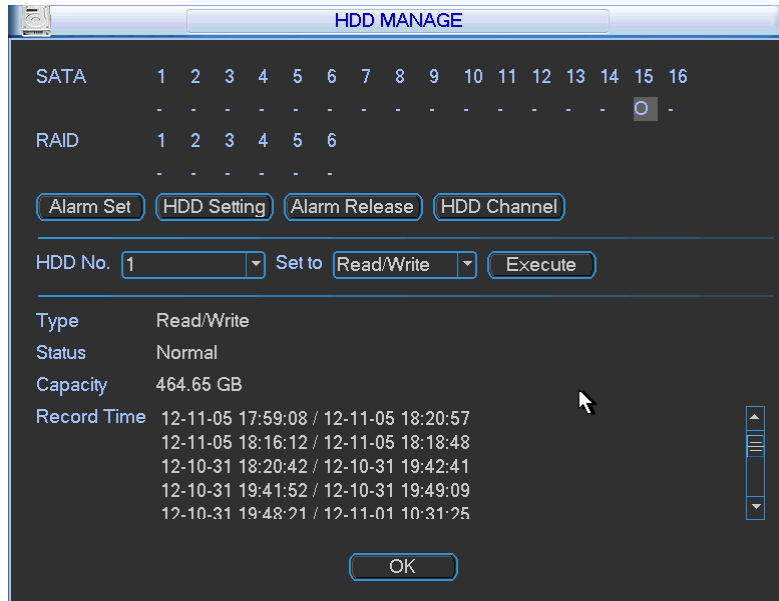 HDD MANAGE
SATA 1 2 3 4 5 6 7 8 9 10 11 12 13 14 15 16
- - - - - - - - - - - - - - O -
RAID 1 2 3 4 5 6
- - - - - -
Alarm Set HDD Setting Alarm Release HDD Channel
HDD No. 1 Set to Read/Write Execute
Type Read/Write
Status Normal
Capacity 464.65 GB
Record Time 12-11-05 17:59:08 / 12-11-05 18:20:57
12-11-05 18:16:12 / 12-11-05 18:18:48
12-10-31 18:20:42 / 12-10-31 19:42:41
12-10-31 19:41:52 / 12-10-31 19:49:09
12-10-31 19:48:21 / 12-11-01 10:31:25
OK